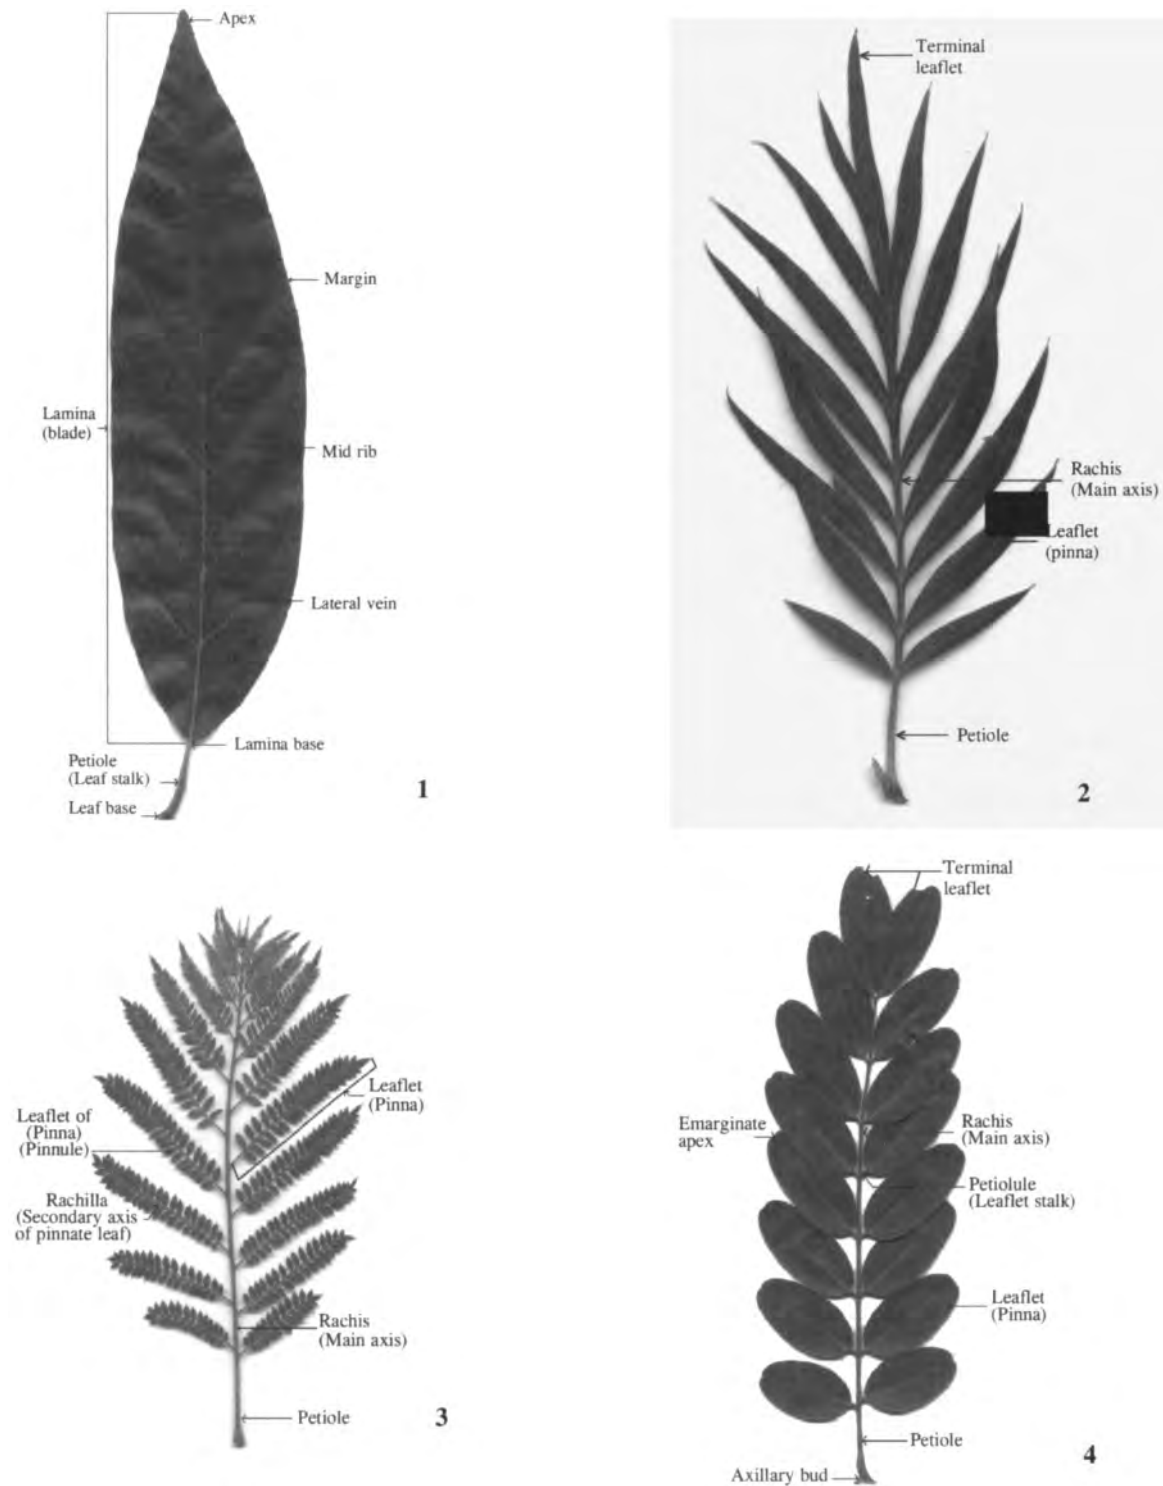 Apex
Margin
Lamina
(blade)
Mid rib
Lateral vein
Lamina base
Petiole
(Leaf stalk)
Leaf base
1
Terminal
leaflet
Rachis
(Main axis)
Leaflet
(pinna)
Petiole
2
Leaflet
(Pinna)
Leaflet of
(Pinna)
(Pinnule)
Rachilla
(Secondary axis
of pinnate leaf)
Rachis
(Main axis)
Petiole
3
Terminal
leaflet
Emarginate
apex
Rachis
(Main axis)
Petiolule
(Leaflet stalk)
Leaflet
(Pinna)
Petiole
Axillary bud
4